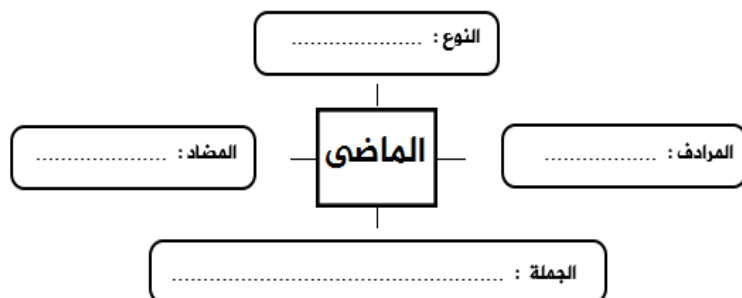 النوع : .....................
المرادف : ..................
الماضى
المضاد : .....................
الجملة : ......................................................